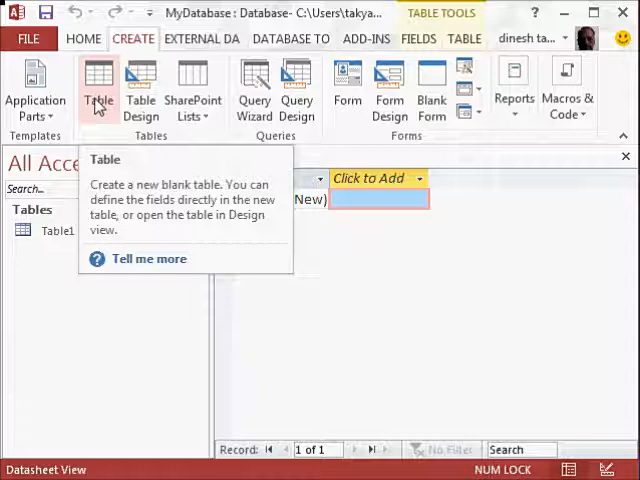 MyDatabase : Database- C:\Users\takya... TABLE TOOLS
FILE HOME CREATE EXTERNAL DA DATABASE TO ADD-INS FIELDS TABLE dinesh ta...
Application Parts
Table
Table Design
SharePoint Lists
Query Wizard
Query Design
Form
Form Design
Blank Form
Reports
Macros & Code
Templates Tables Queries Forms
All Acce
Search...
Tables
Table1
Table
Create a new blank table. You can
define the fields directly in the new
table, or open the table in Design
view.
Tell me more
Click to Add
New)
Record: 1 of 1 No Filter Search
Datasheet View NUM LOCK